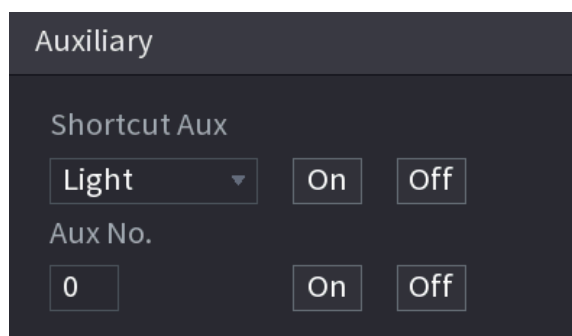 Auxiliary
Shortcut Aux
Light On Off
Aux No.
0 On Off